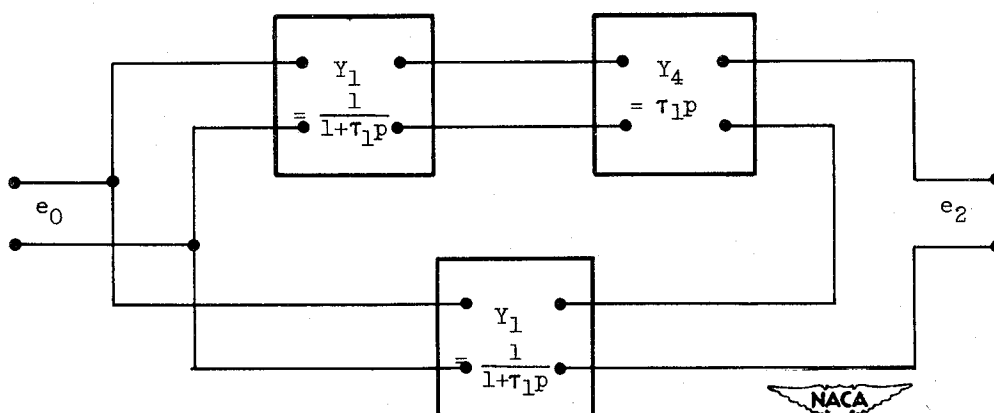 Y₁
= 1/(1+τ₁p)
Y₄
= τ₁p
e₀
e₂
Y₁
= 1/(1+τ₁p)
NACA